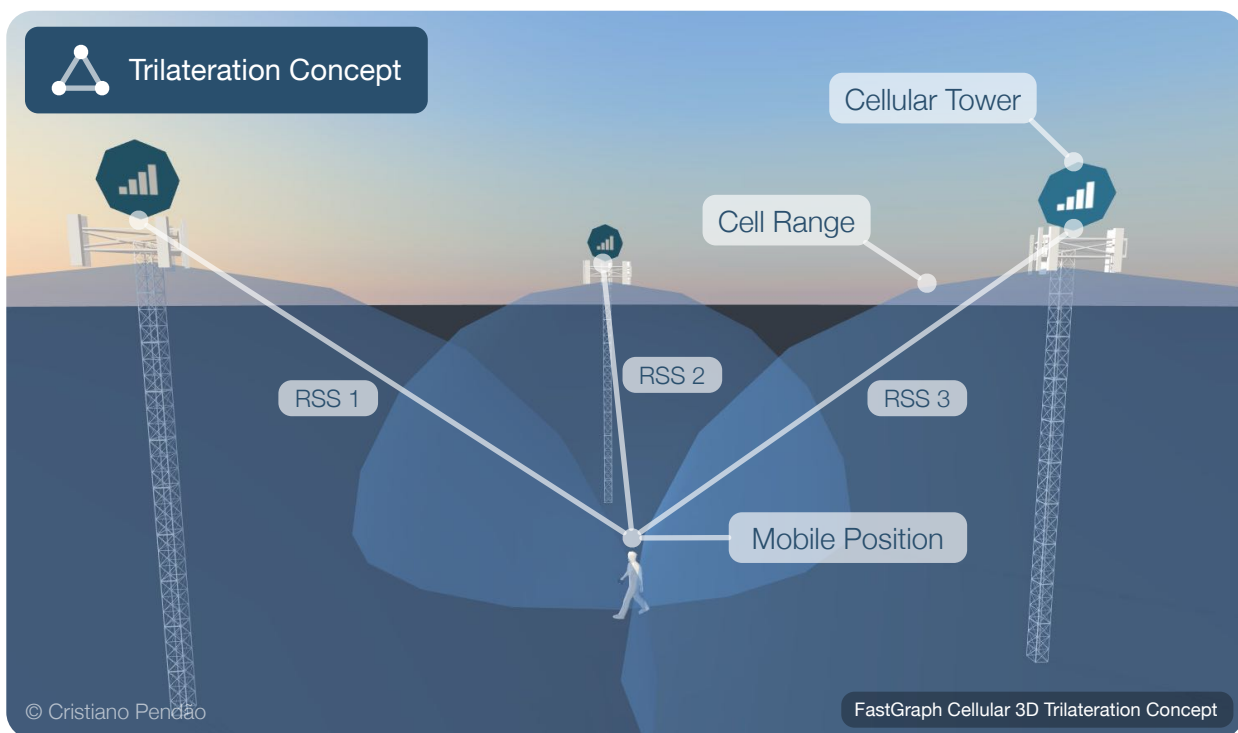 Trilateration Concept
Cellular Tower
Cell Range
RSS 1
RSS 2
RSS 3
Mobile Position
© Cristiano Pendão
FastGraph Cellular 3D Trilateration Concept